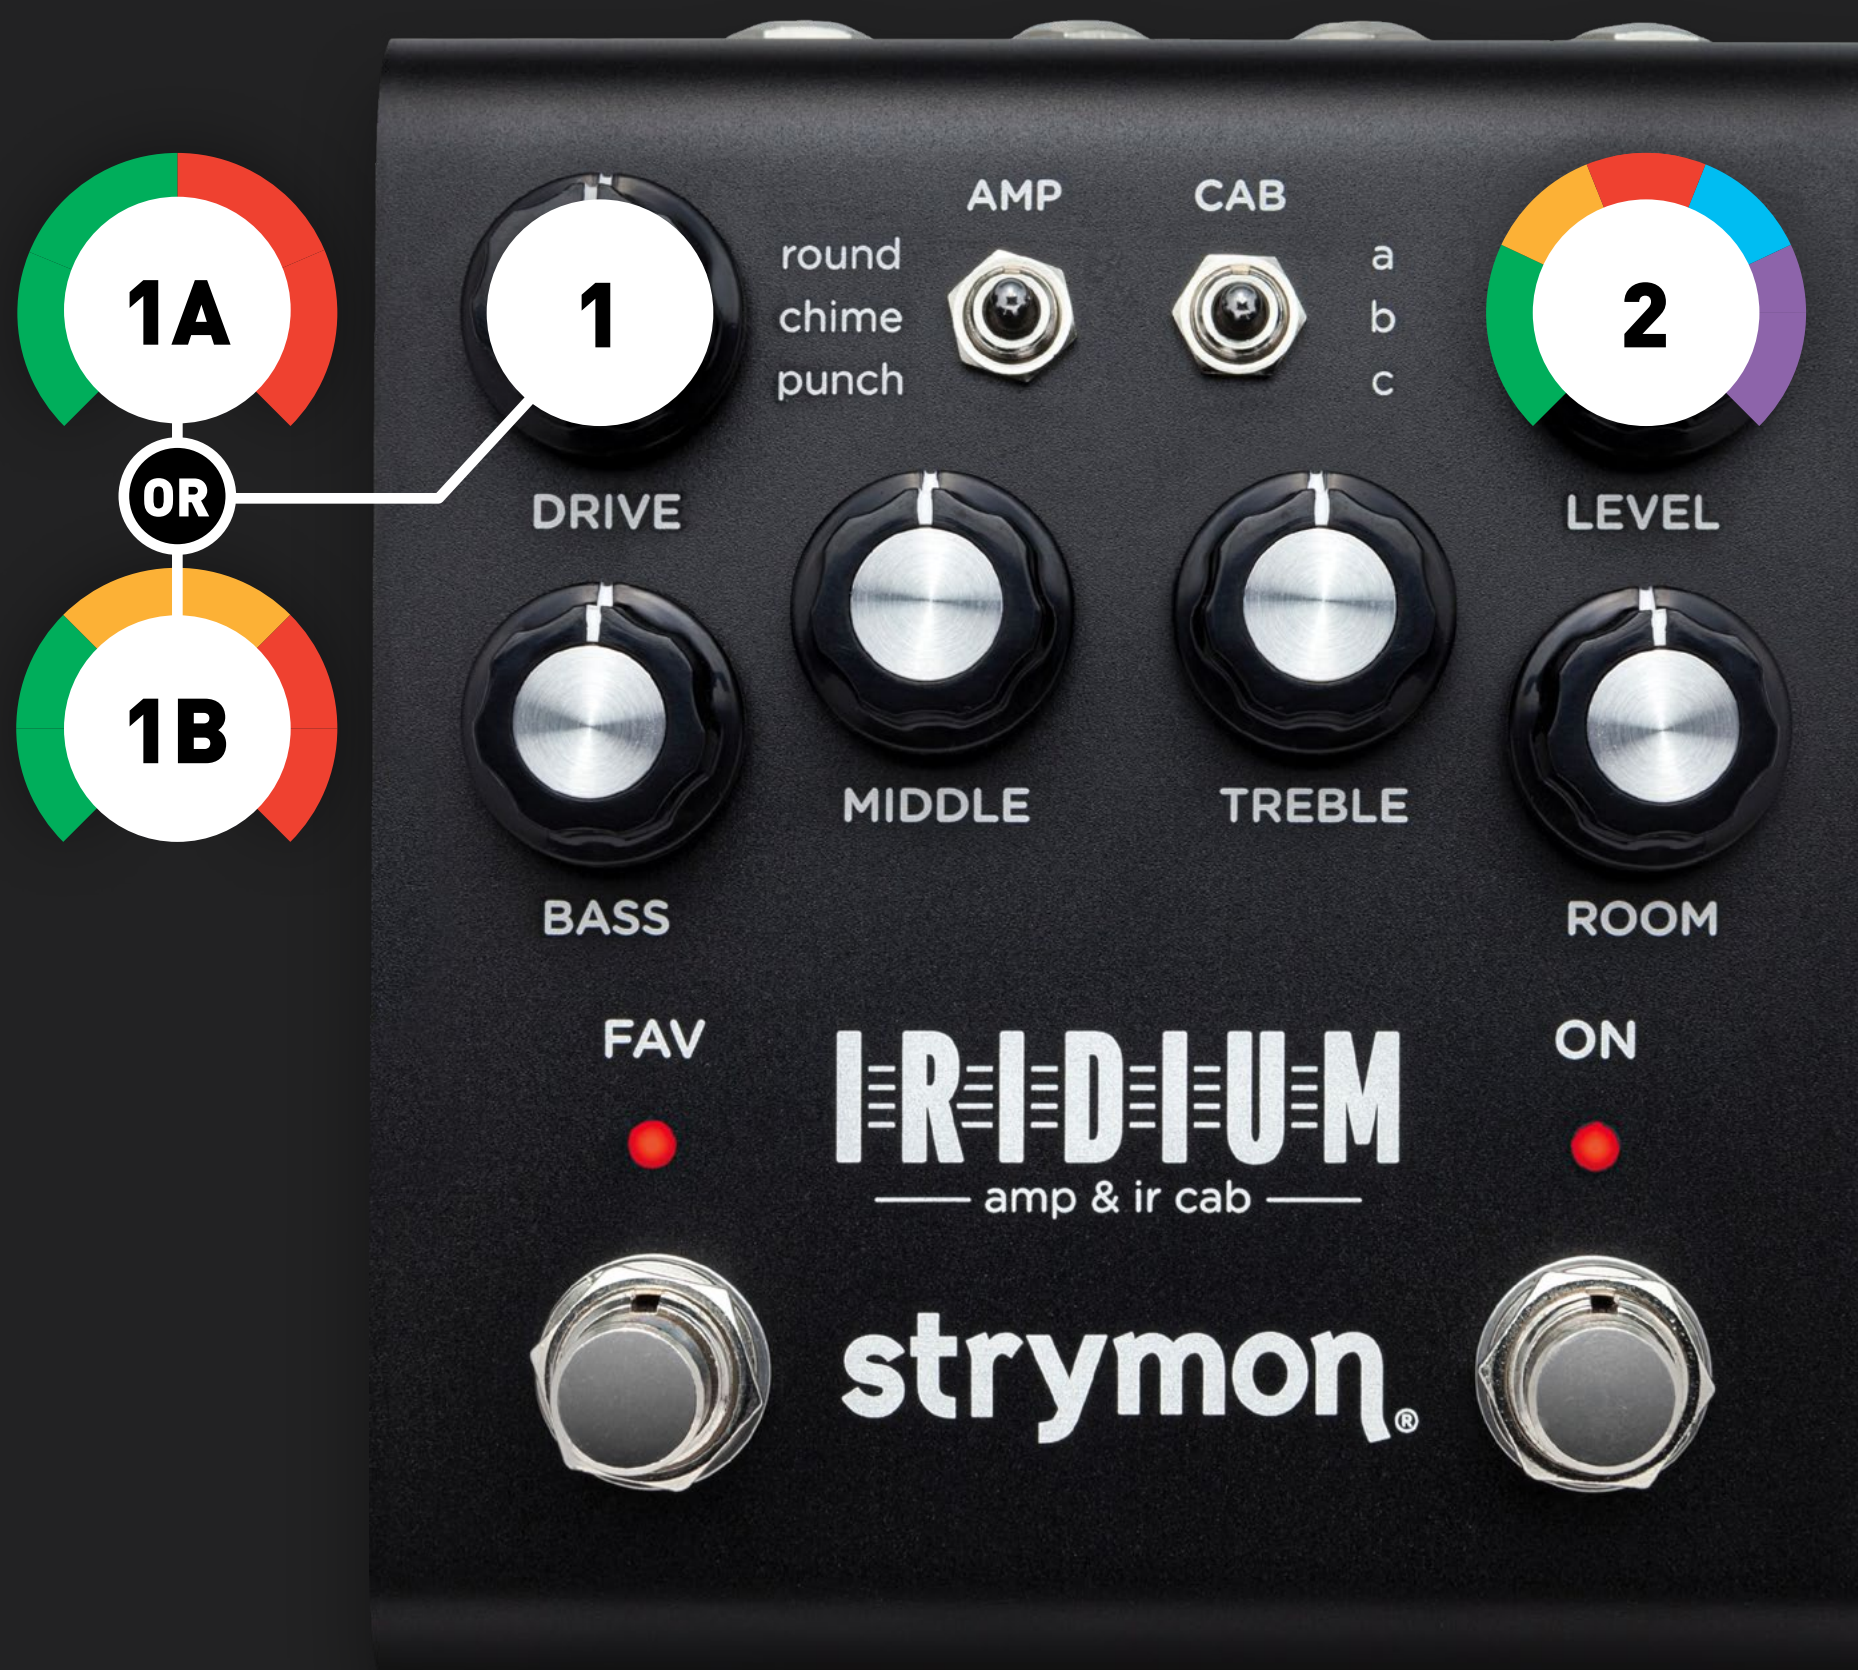 AMP
CAB
1A
1
round
chime
punch
a
b
c
2
OR
DRIVE
LEVEL
1B
MIDDLE
TREBLE
BASS
ROOM
FAV
IRIDIUM
ON
amp & ir cab
strymon®